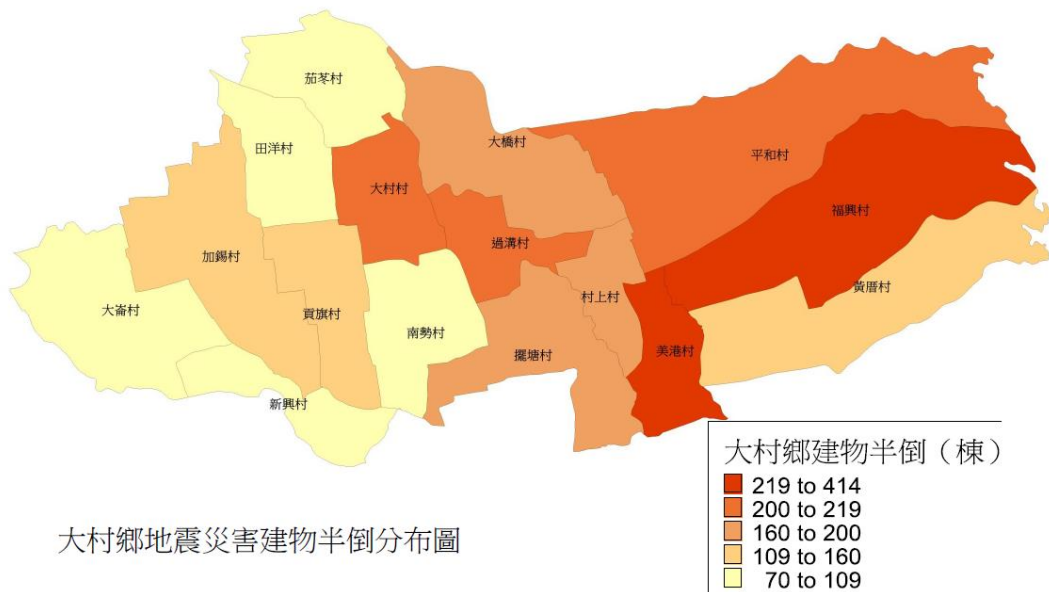 茄苳村
大橋村
田洋村
平和村
大村村
福興村
過溝村
加錫村
黃厝村
村上村
大崙村
貢旗村
南勢村
美港村
擺塘村
新興村
大村鄉建物半倒（棟）
219 to 414
200 to 219
160 to 200
109 to 160
70 to 109
大村鄉地震災害建物半倒分布圖